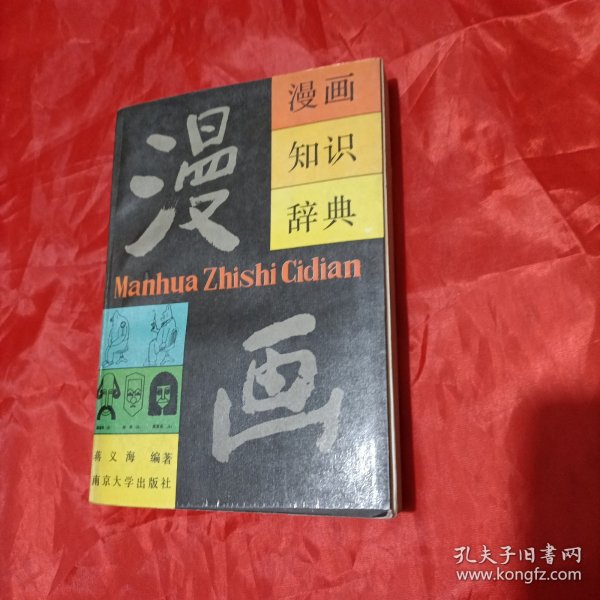 漫画
知识
辞典
漫
Manhua Zhishi Cidian
画
蒋义海 编著
南京大学出版社
孔夫子旧书网
www.kongfz.com